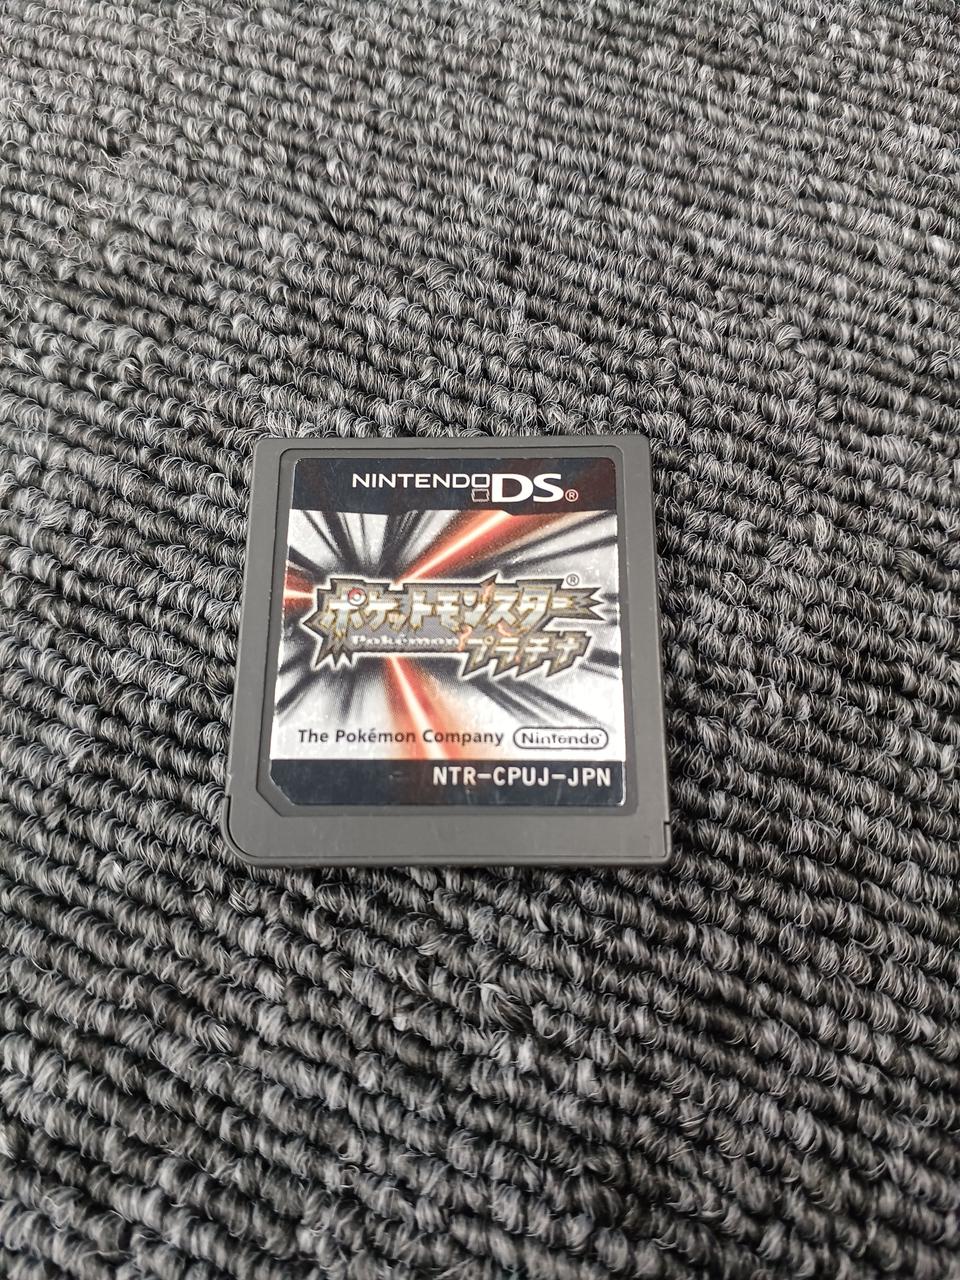 NINTENDO DS®
ポケットモンスター®
Pokémon プラチナ
The Pokémon Company Nintendo®
NTR-CPUJ-JPN